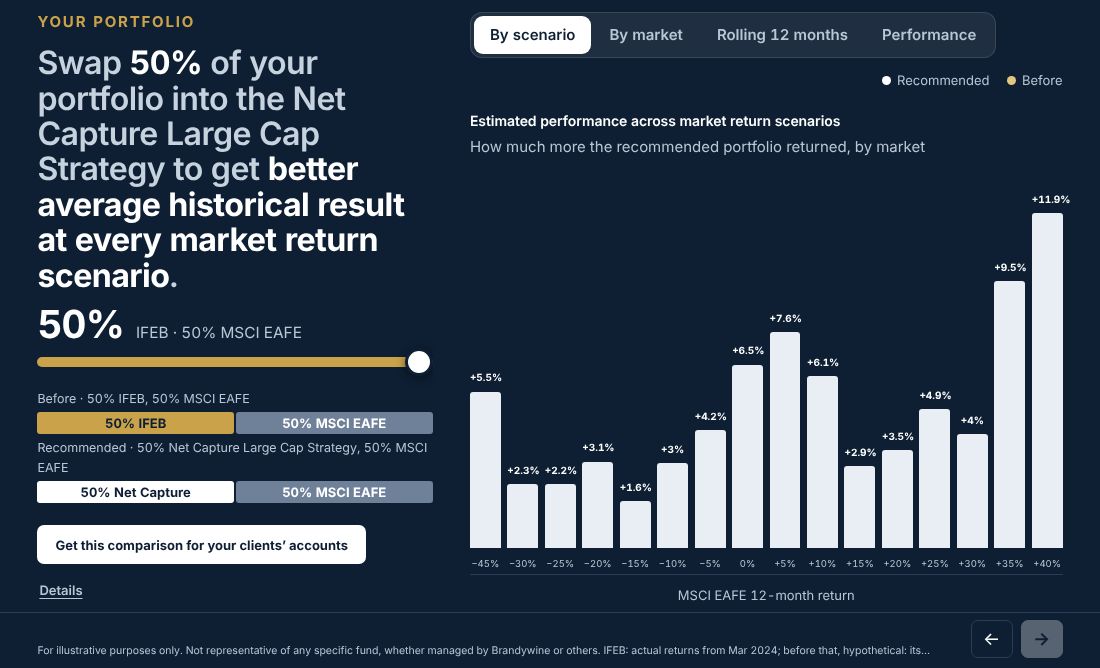 YOUR PORTFOLIO
Swap 50% of your
portfolio into the Net
Capture Large Cap
Strategy to get better
average historical result
at every market return
scenario.
50% IFEB · 50% MSCI EAFE
Before · 50% IFEB, 50% MSCI EAFE
50% IFEB 50% MSCI EAFE
Recommended · 50% Net Capture Large Cap Strategy, 50% MSCI
EAFE
50% Net Capture 50% MSCI EAFE
Get this comparison for your clients’ accounts
Details
By scenario By market Rolling 12 months Performance
Recommended Before
Estimated performance across market return scenarios
How much more the recommended portfolio returned, by market
+5.5% +2.3% +2.2% +3.1% +1.6% +3% +4.2% +6.5% +7.6% +6.1% +2.9% +3.5% +4.9% +4% +9.5% +11.9%
−45% −30% −25% −20% −15% −10% −5% 0% +5% +10% +15% +20% +25% +30% +35% +40%
MSCI EAFE 12-month return
For illustrative purposes only. Not representative of any specific fund, whether managed by Brandywine or others. IFEB: actual returns from Mar 2024; before that, hypothetical: its…
← →